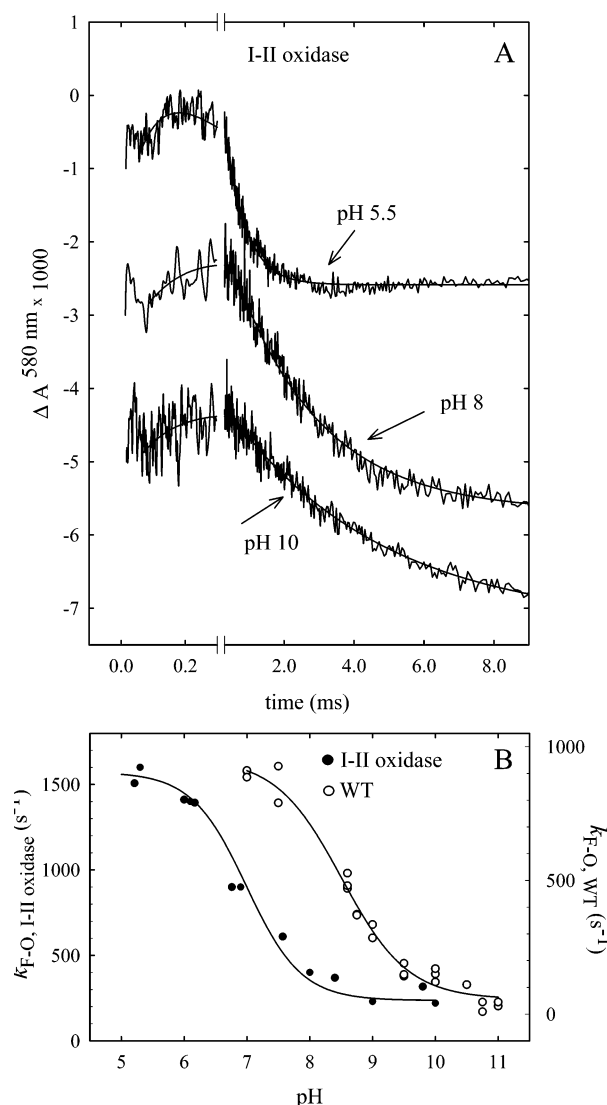 A
I-II oxidase
1
0
-1
-2
-3
-4
-5
-6
-7
Δ A 580 nm x 1000
pH 5.5
pH 8
pH 10
0.0 0.2 2.0 4.0 6.0 8.0
time (ms)
B
I-II oxidase
WT
1500
1000
500
0
κF-O, I-II oxidase (s⁻¹)
1000
500
0
kF-O, WT (s⁻¹)
5 6 7 8 9 10 11
pH